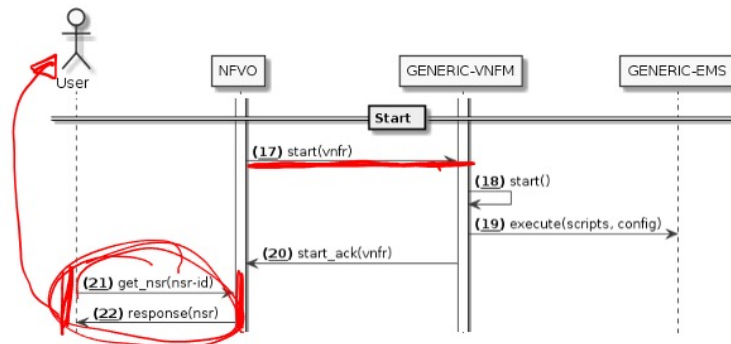 User
NFVO
GENERIC-VNFM
GENERIC-EMS
Start
(17) start(vnfr)
(18) start()
(19) execute(scripts, config)
(20) start_ack(vnfr)
(21) get_nsr(nsr-id)
(22) response(nsr)